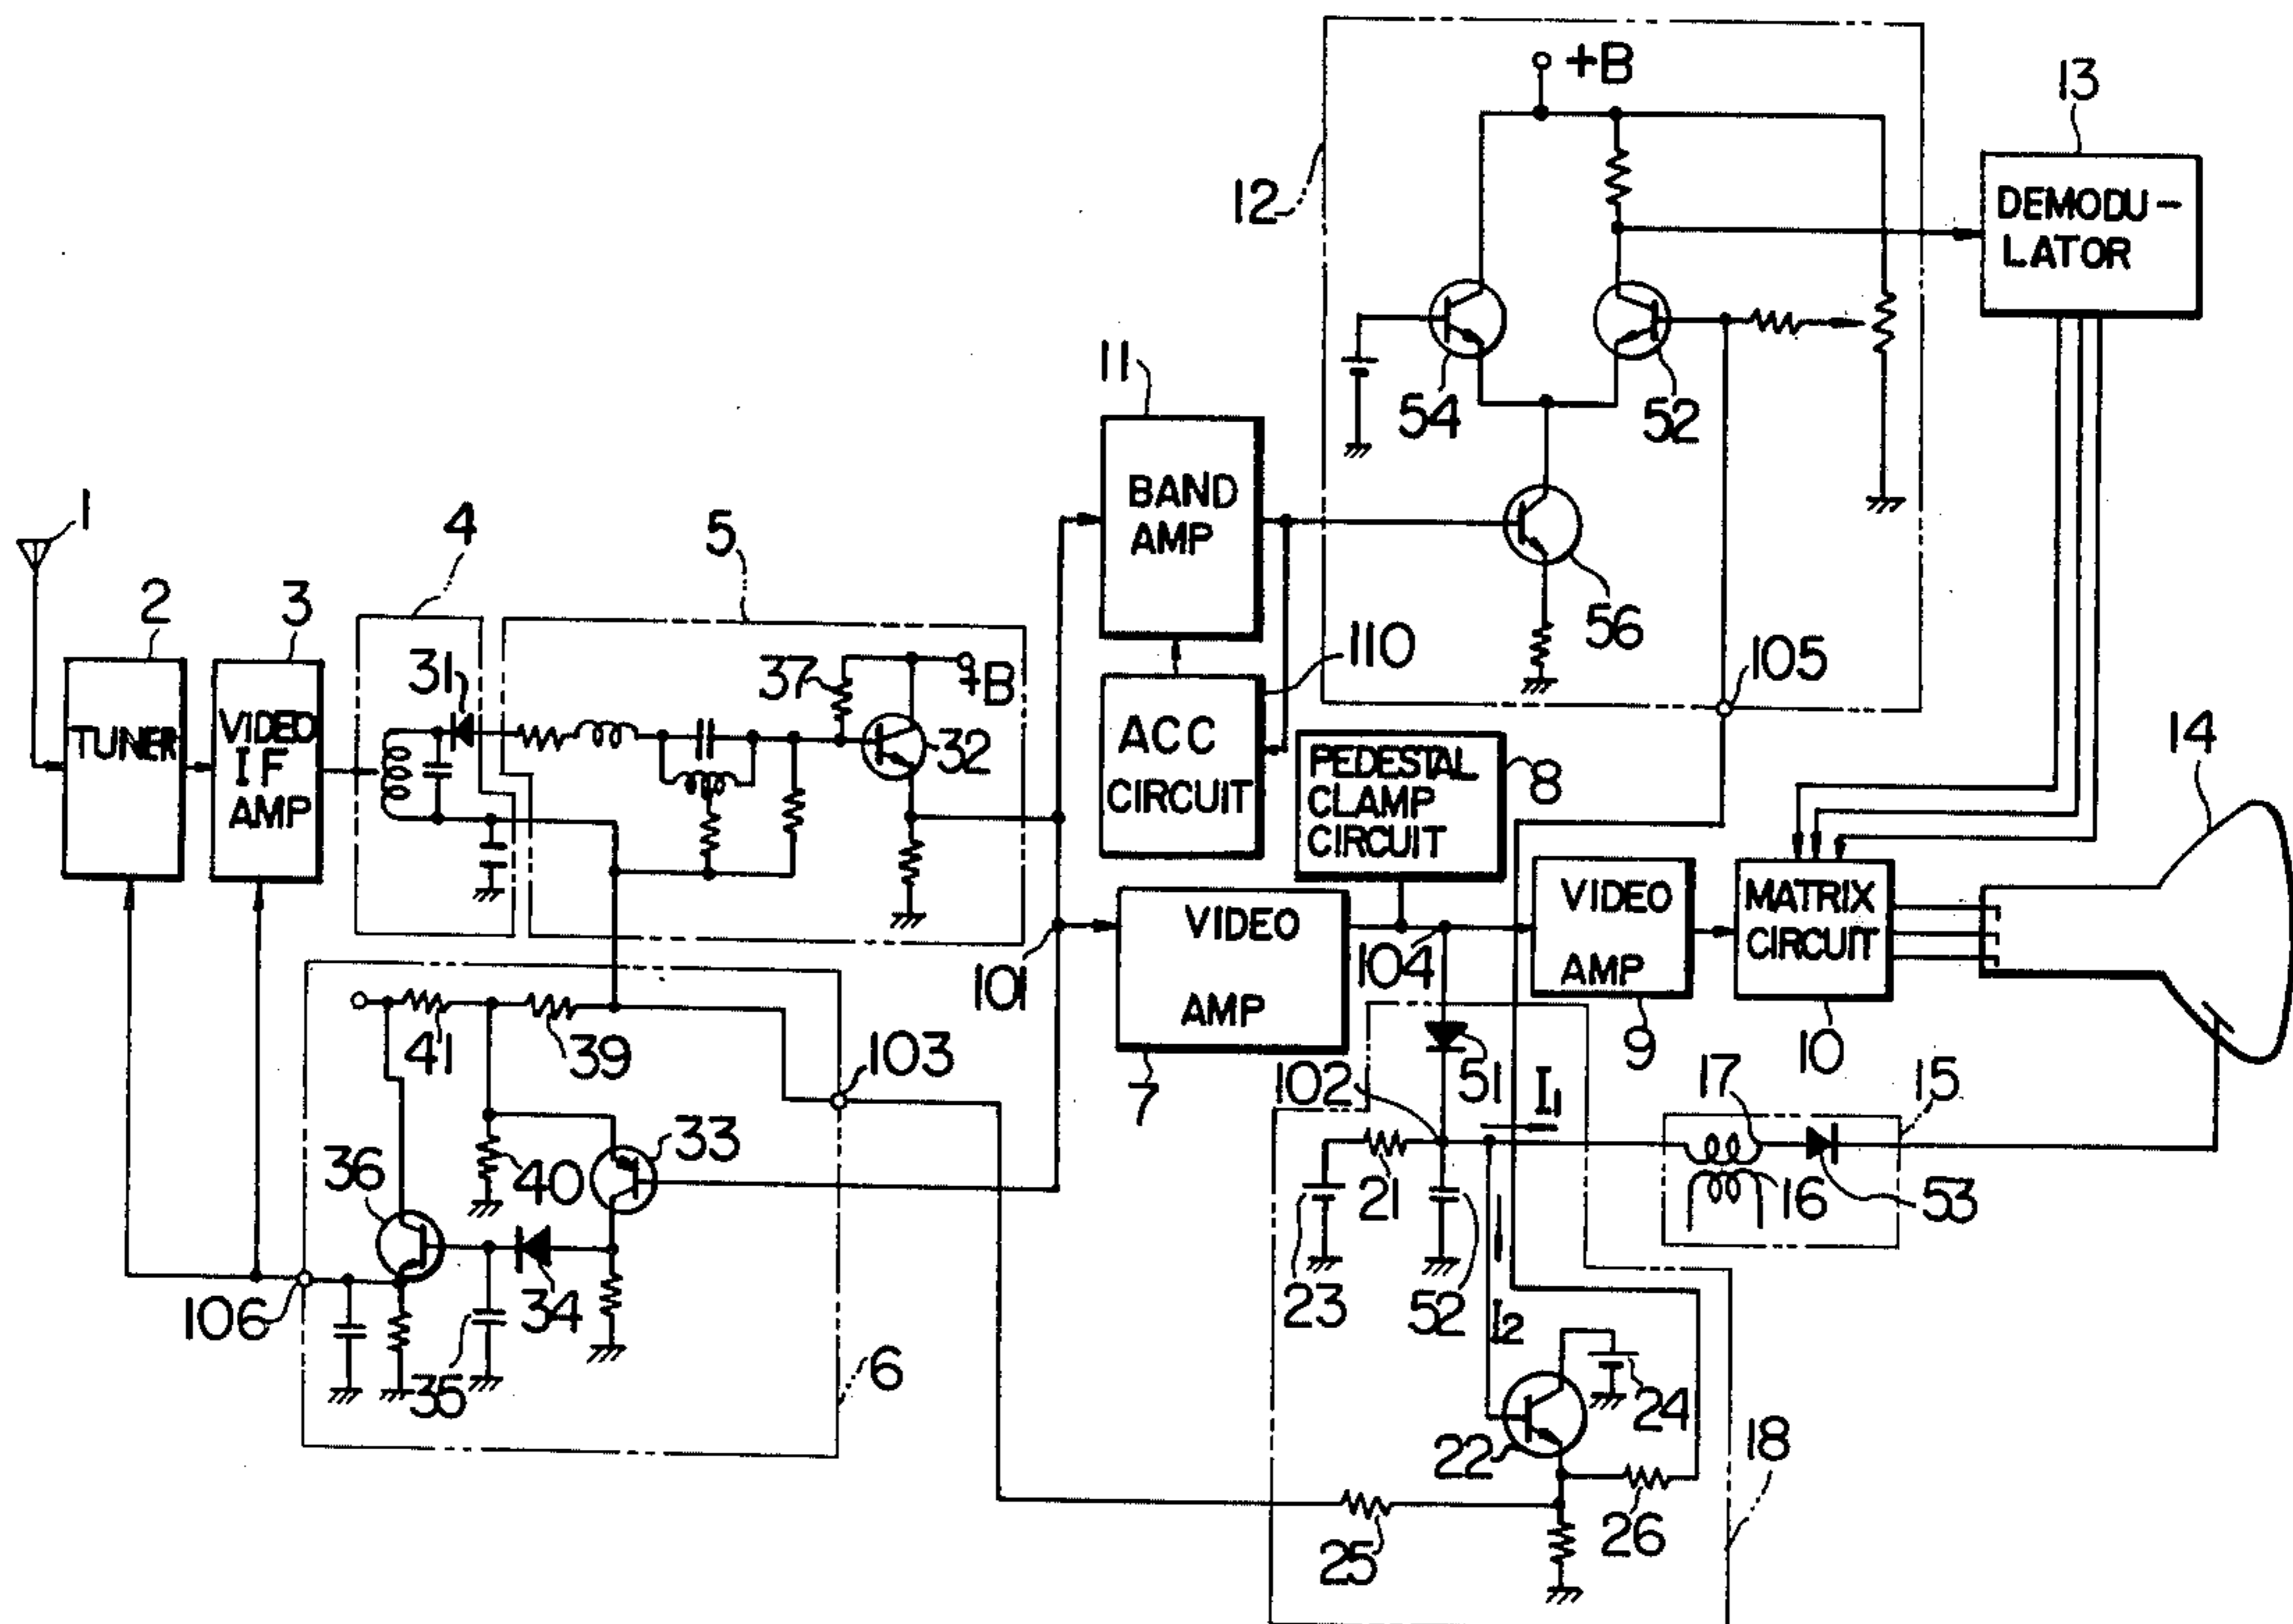 +B
13
12
DEMODU-
LATOR
11
54
52
1
4
5
BAND
AMP
56
2
3
110
105
31
37
+B
14
TUNER
VIDEO
IF
AMP
32
ACC
CIRCUIT
PEDESTAL
CLAMP
CIRCUIT
8
VIDEO
AMP
101
104
VIDEO
AMP
MATRIX
CIRCUIT
41
39
103
7
102
51
I1
9
17
10
15
36
40
33
21
16
53
106
34
23
52
I2
35
6
24
22
18
25
26